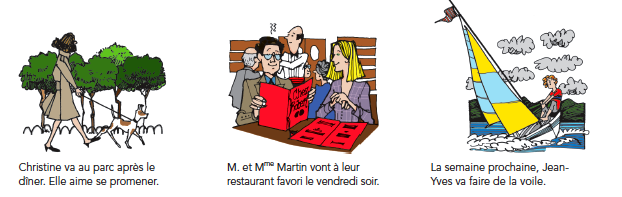 Christine va au parc après le
dîner. Elle aime se promener.
M. et Mme Martin vont à leur
restaurant favori le vendredi soir.
La semaine prochaine, Jean-
Yves va faire de la voile.